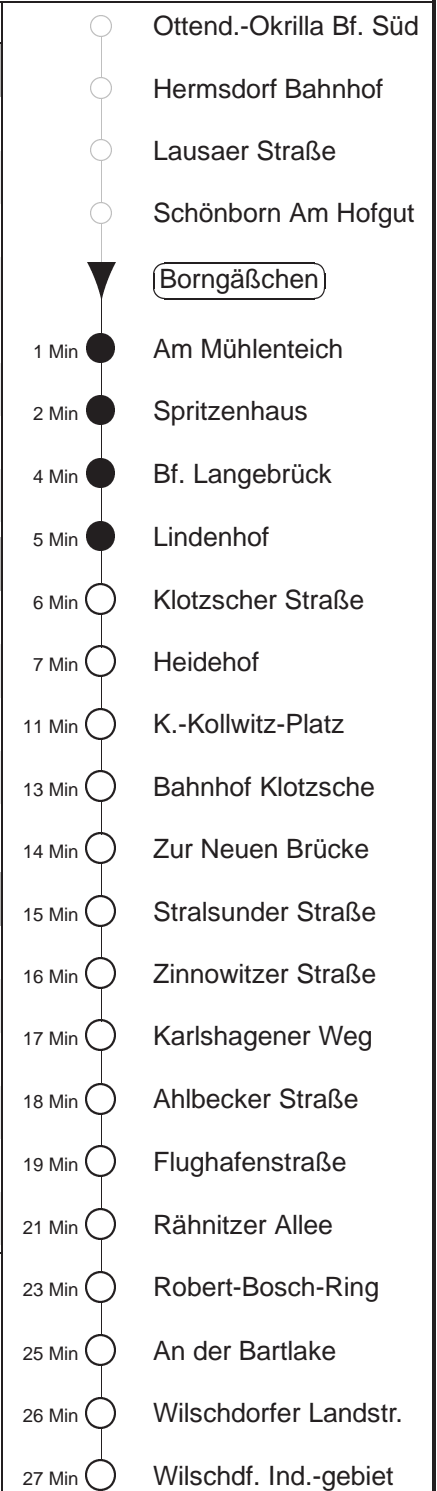 Ottend.-Okrilla Bf. Süd
Hermsdorf Bahnhof
Lausaer Straße
Schönborn Am Hofgut
Borngäßchen
1 Min Am Mühlenteich
2 Min Spritzenhaus
4 Min Bf. Langebrück
5 Min Lindenhof
6 Min Klotzscher Straße
7 Min Heidehof
11 Min K.-Kollwitz-Platz
13 Min Bahnhof Klotzsche
14 Min Zur Neuen Brücke
15 Min Stralsunder Straße
16 Min Zinnowitzer Straße
17 Min Karlshagener Weg
18 Min Ahlbecker Straße
19 Min Flughafenstraße
21 Min Rähnitzer Allee
23 Min Robert-Bosch-Ring
25 Min An der Bartlake
26 Min Wilschdorfer Landstr.
27 Min Wilschdf. Ind.-gebiet